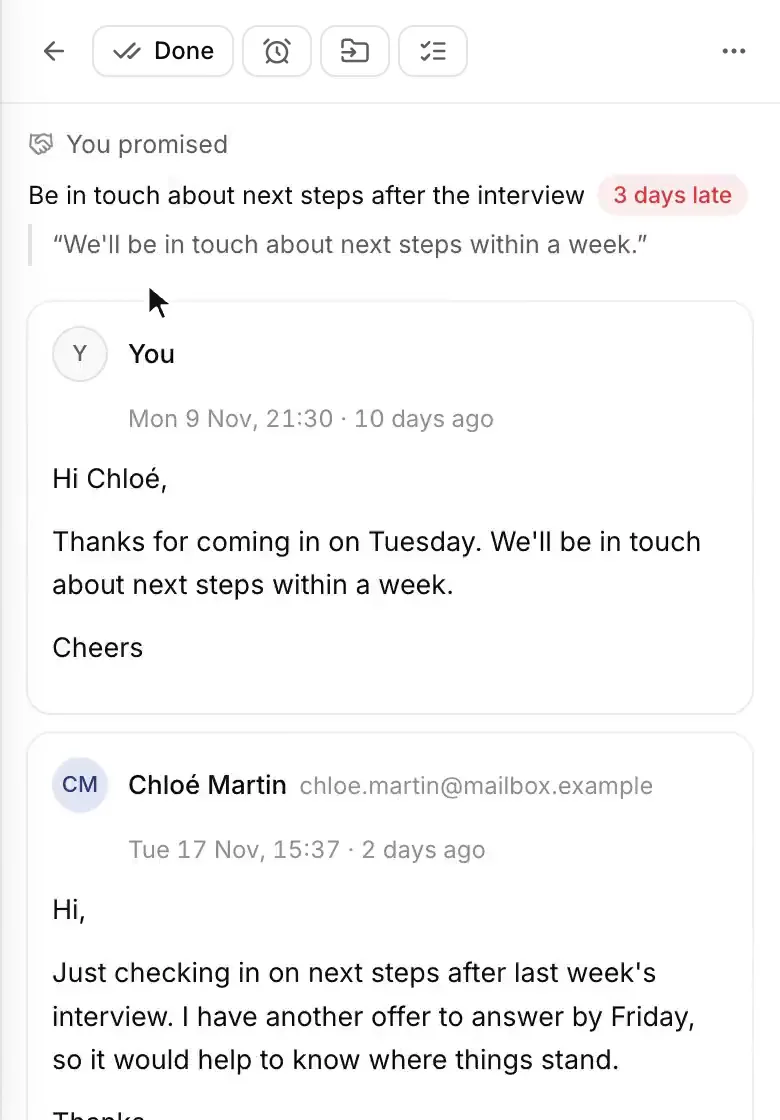 Done
You promised
Be in touch about next steps after the interview 3 days late
“We'll be in touch about next steps within a week.”
Y You
Mon 9 Nov, 21:30 · 10 days ago
Hi Chloé,
Thanks for coming in on Tuesday. We'll be in touch
about next steps within a week.
Cheers
CM Chloé Martin chloe.martin@mailbox.example
Tue 17 Nov, 15:37 · 2 days ago
Hi,
Just checking in on next steps after last week's
interview. I have another offer to answer by Friday,
so it would help to know where things stand.
Thanks